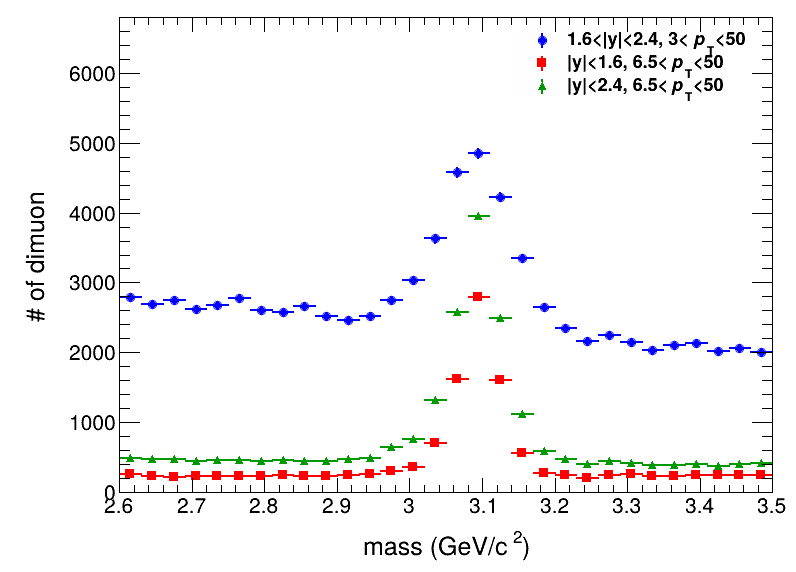 1.6<|y|<2.4, 3< p_T<50
|y|<1.6, 6.5< p_T<50
|y|<2.4, 6.5< p_T<50
6000
5000
4000
3000
2000
1000
0
# of dimuon
2.6 2.7 2.8 2.9 3 3.1 3.2 3.3 3.4 3.5
mass (GeV/c²)